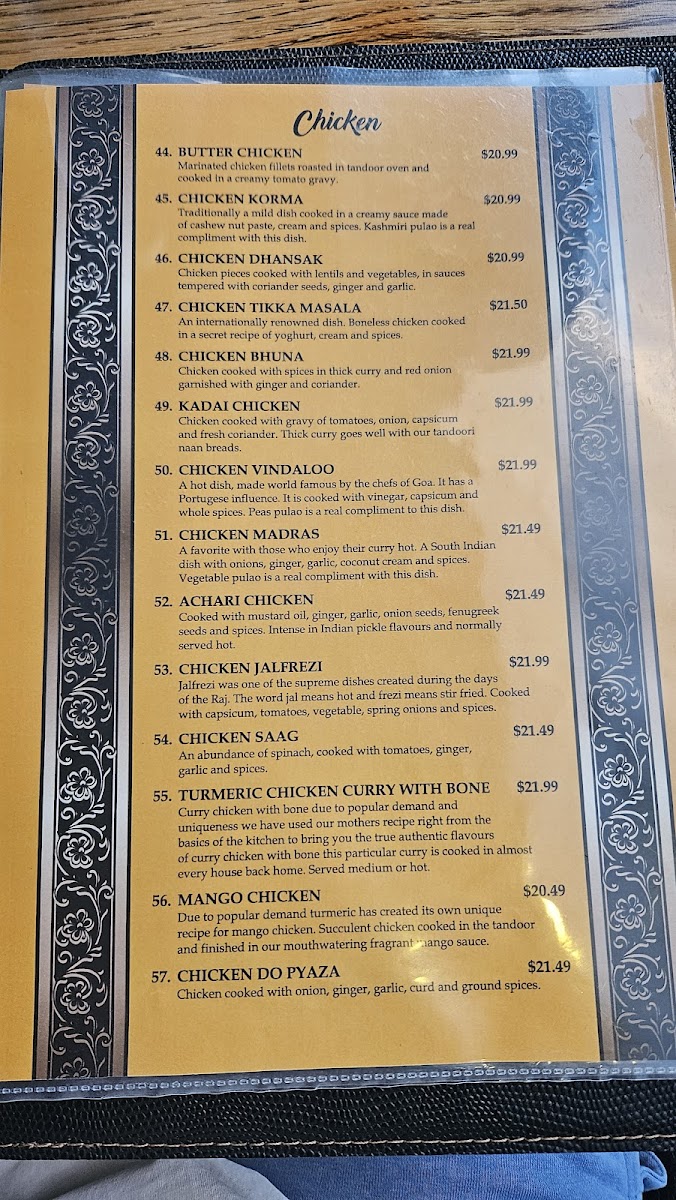 Chicken
44. BUTTER CHICKEN $20.99
Marinated chicken fillets roasted in tandoor oven and
cooked in a creamy tomato gravy.
45. CHICKEN KORMA $20.99
Traditionally a mild dish cooked in a creamy sauce made
of cashew nut paste, cream and spices. Kashmiri pulao is a real
compliment with this dish.
46. CHICKEN DHANSAK $20.99
Chicken pieces cooked with lentils and vegetables, in sauces
tempered with coriander seeds, ginger and garlic.
47. CHICKEN TIKKA MASALA $21.50
An internationally renowned dish. Boneless chicken cooked
in a secret recipe of yoghurt, cream and spices.
48. CHICKEN BHUNA $21.99
Chicken cooked with spices in thick curry and red onion
garnished with ginger and coriander.
49. KADAI CHICKEN $21.99
Chicken cooked with gravy of tomatoes, onion, capsicum
and fresh coriander. Thick curry goes well with our tandoori
naan breads.
50. CHICKEN VINDALOO $21.99
A hot dish, made world famous by the chefs of Goa. It has a
Portugese influence. It is cooked with vinegar, capsicum and
whole spices. Peas pulao is a real compliment to this dish.
51. CHICKEN MADRAS $21.49
A favorite with those who enjoy their curry hot. A South Indian
dish with onions, ginger, garlic, coconut cream and spices.
Vegetable pulao is a real compliment with this dish.
52. ACHARI CHICKEN $21.49
Cooked with mustard oil, ginger, garlic, onion seeds, fenugreek
seeds and spices. Intense in Indian pickle flavours and normally
served hot.
53. CHICKEN JALFREZI $21.99
Jalfrezi was one of the supreme dishes created during the days
of the Raj. The word jal means hot and frezi means stir fried. Cooked
with capsicum, tomatoes, vegetable, spring onions and spices.
54. CHICKEN SAAG $21.49
An abundance of spinach, cooked with tomatoes, ginger,
garlic and spices.
55. TURMERIC CHICKEN CURRY WITH BONE $21.99
Curry chicken with bone due to popular demand and
uniqueness we have used our mothers recipe right from the
basics of the kitchen to bring you the true authentic flavours
of curry chicken with bone this particular curry is cooked in almost
every house back home. Served medium or hot.
56. MANGO CHICKEN $20.49
Due to popular demand turmeric has created its own unique
recipe for mango chicken. Succulent chicken cooked in the tandoor
and finished in our mouthwatering fragrant mango sauce.
57. CHICKEN DO PYAZA $21.49
Chicken cooked with onion, ginger, garlic, curd and ground spices.